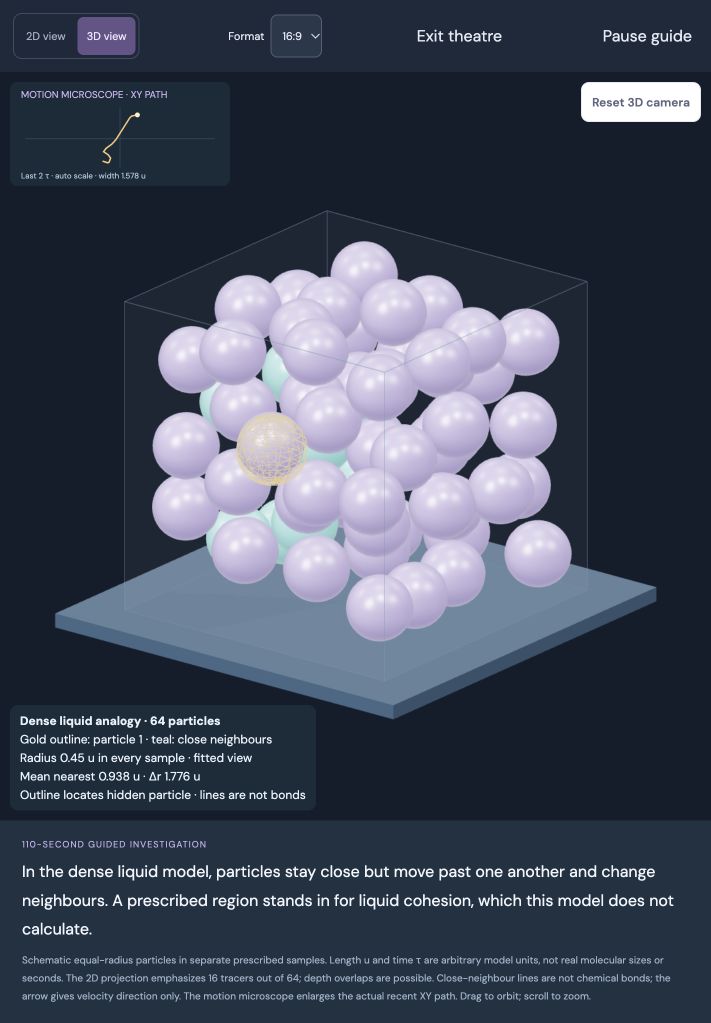 2D view 3D view Format 16:9 Exit theatre Pause guide
MOTION MICROSCOPE · XY PATH
Last 2 τ · auto scale · width 1.578 u
Reset 3D camera
Dense liquid analogy · 64 particles
Gold outline: particle 1 · teal: close neighbours
Radius 0.45 u in every sample · fitted view
Mean nearest 0.938 u · Δr 1.776 u
Outline locates hidden particle · lines are not bonds
110-SECOND GUIDED INVESTIGATION
In the dense liquid model, particles stay close but move past one another and change
neighbours. A prescribed region stands in for liquid cohesion, which this model does not
calculate.
Schematic equal-radius particles in separate prescribed samples. Length u and time τ are arbitrary model units, not real molecular sizes or
seconds. The 2D projection emphasizes 16 tracers out of 64; depth overlaps are possible. Close-neighbour lines are not chemical bonds; the
arrow gives velocity direction only. The motion microscope enlarges the actual recent XY path. Drag to orbit; scroll to zoom.